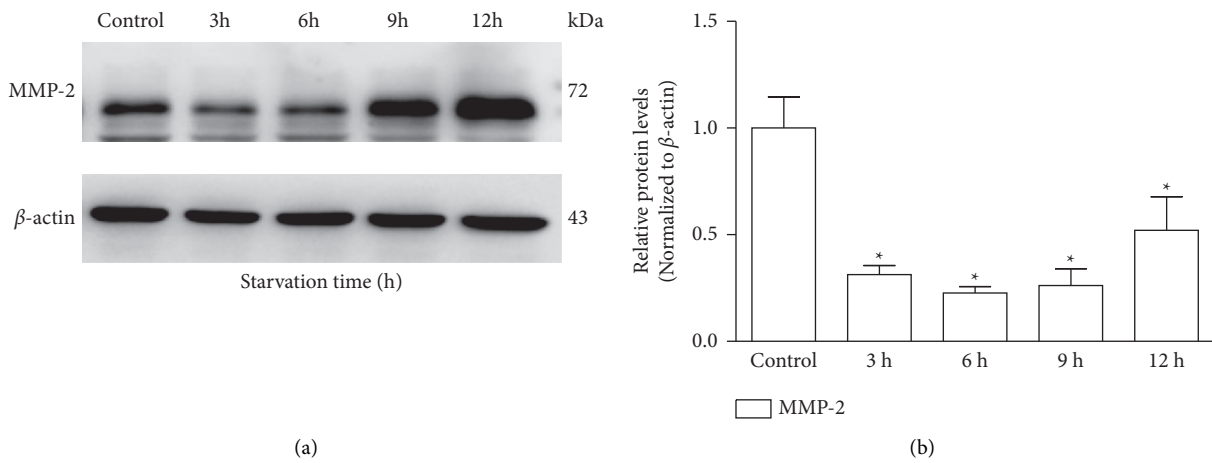 Control 3h 6h 9h 12h kDa
MMP-2 72
β-actin 43
Starvation time (h)
(a)
Relative protein levels
(Normalized to β-actin)
1.5
1.0
0.5
0.0
* * * *
Control 3 h 6 h 9 h 12 h
MMP-2
(b)